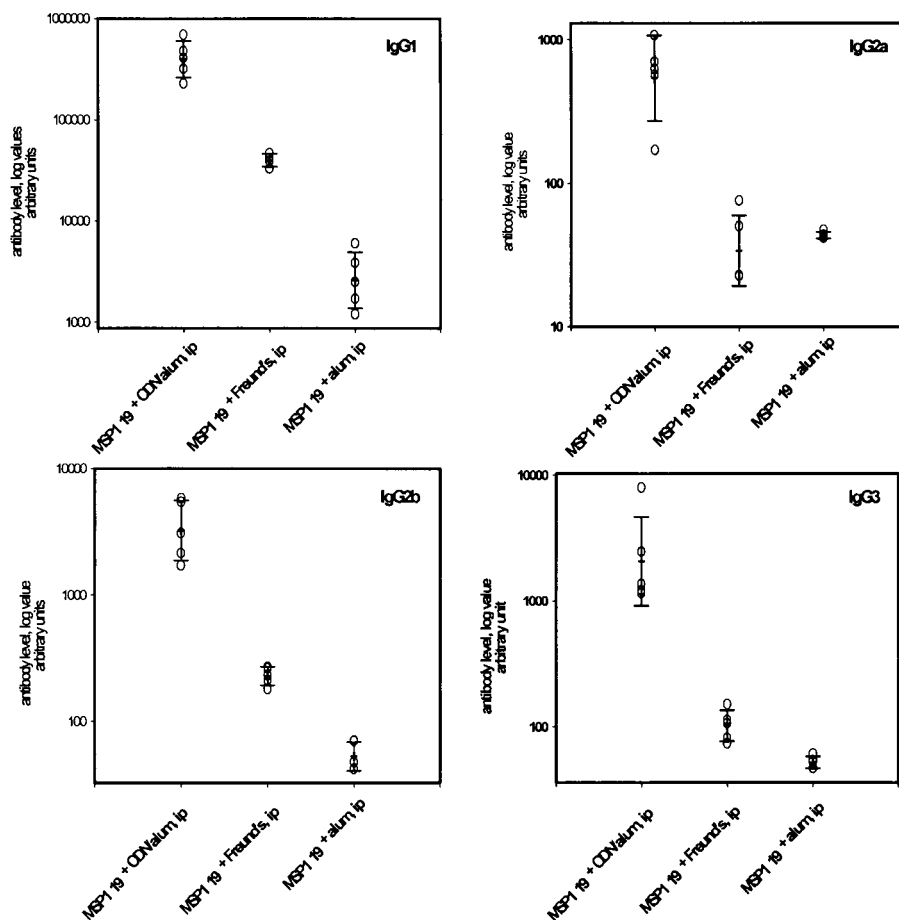 IgG1
1000000
100000
10000
1000
antibody level, log values
arbitrary units
MSP1 19 + ODN/alum, ip
MSP1 19 + Freund's, ip
MSP1 19 + alum, ip
IgG2a
1000
100
10
antibody level, log value
arbitrary units
MSP1 19 + ODN/alum, ip
MSP1 19 + Freund's, ip
MSP1 19 + alum, ip
IgG2b
10000
1000
100
antibody level, log value
arbitrary units
MSP1 19 + ODN/alum, ip
MSP1 19 + Freund's, ip
MSP1 19 + alum, ip
IgG3
10000
1000
100
antibody level, log value
arbitrary unit
MSP1 19 + ODN/alum, ip
MSP1 19 + Freund's, ip
MSP1 19 + alum, ip